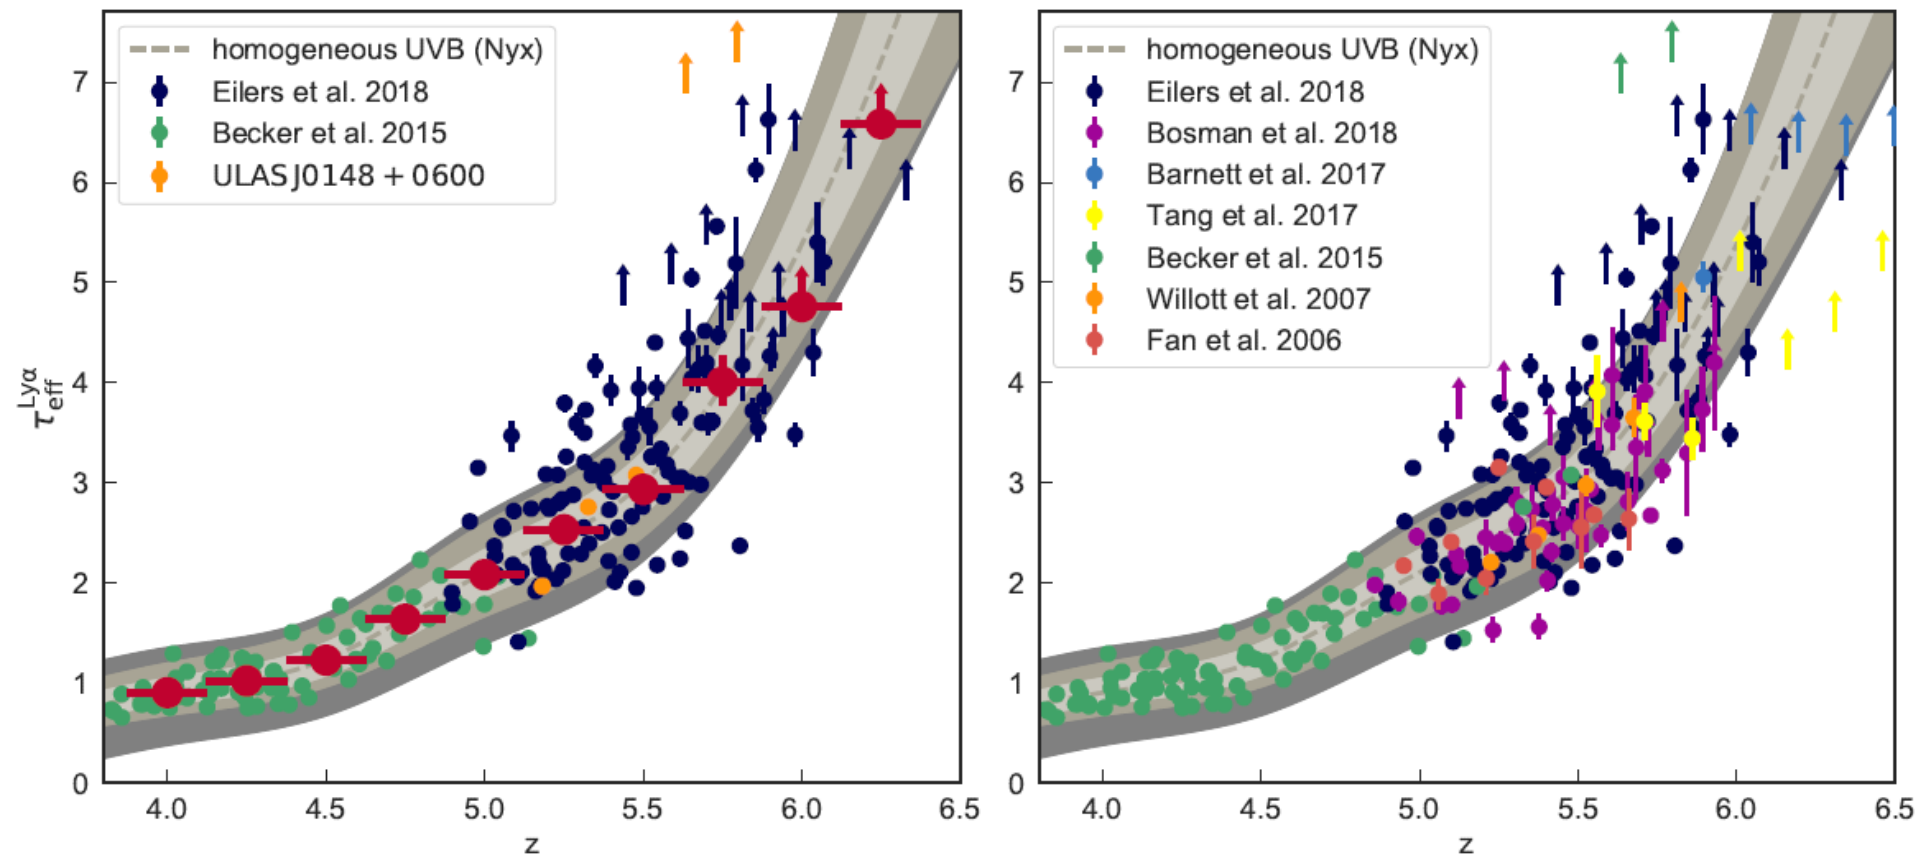 homogeneous UVB (Nyx)
Eilers et al. 2018
Becker et al. 2015
ULAS J0148 + 0600
τ_eff^Lyα
7
6
5
4
3
2
1
0
4.0 4.5 5.0 5.5 6.0 6.5
z
homogeneous UVB (Nyx)
Eilers et al. 2018
Bosman et al. 2018
Barnett et al. 2017
Tang et al. 2017
Becker et al. 2015
Willott et al. 2007
Fan et al. 2006
7
6
5
4
3
2
1
0
4.0 4.5 5.0 5.5 6.0 6.5
z